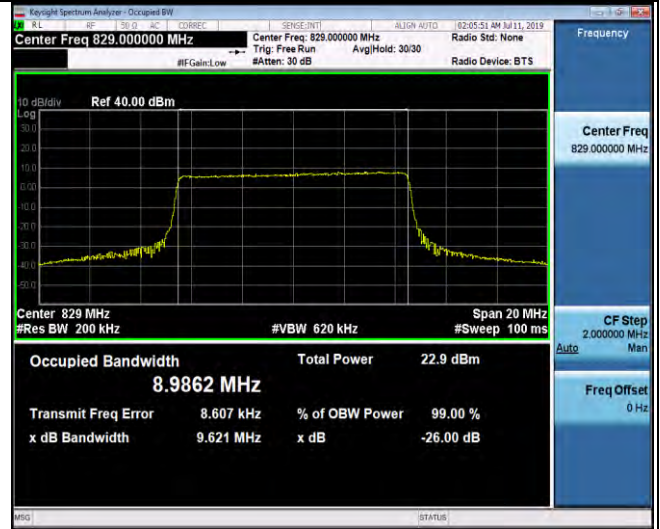 Keysight Spectrum Analyzer - Occupied BW
RL RF 50 Ω AC CORREC SENSE:INT ALIGN AUTO 02:05:51 AM Jul 11, 2019
Center Freq 829.000000 MHz
Center Freq: 829.000000 MHz
Radio Std: None
Trig: Free Run Avg|Hold: 30/30
#IFGain:Low #Atten: 30 dB Radio Device: BTS
Frequency
10 dB/div Ref 40.00 dBm
Log
30.0
20.0
10.0
0.00
-10.0
-20.0
-30.0
-40.0
-50.0
Center 829 MHz Span 20 MHz
#Res BW 200 kHz #VBW 620 kHz #Sweep 100 ms
Occupied Bandwidth Total Power 22.9 dBm
8.9862 MHz
Transmit Freq Error 8.607 kHz % of OBW Power 99.00 %
x dB Bandwidth 9.621 MHz x dB -26.00 dB
Center Freq
829.000000 MHz
CF Step
2.000000 MHz
Auto Man
Freq Offset
0 Hz
MSG STATUS